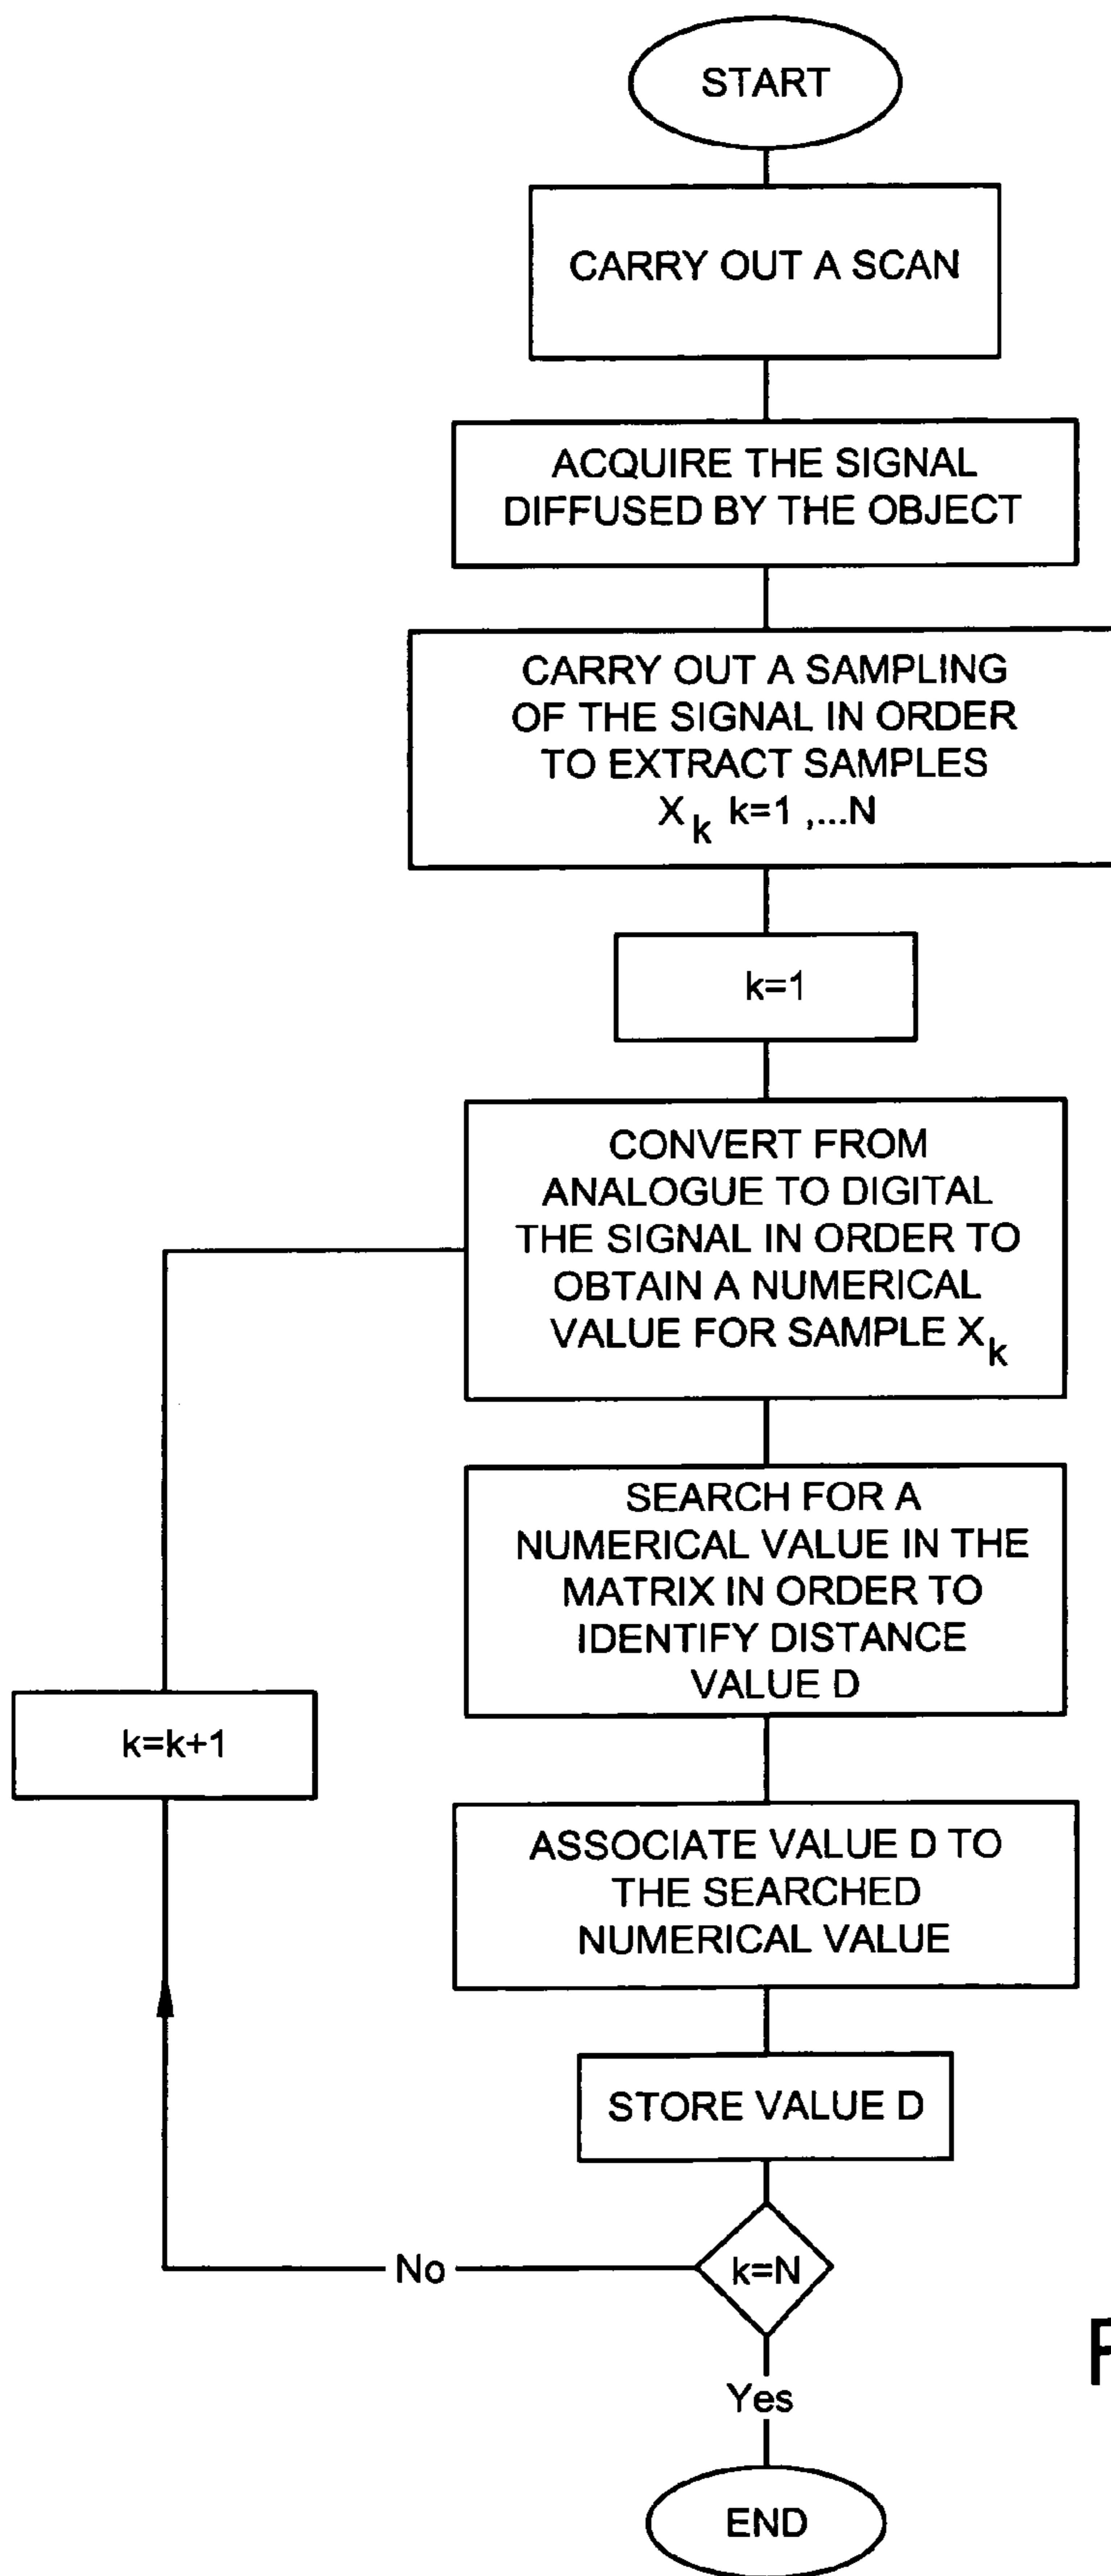 START
CARRY OUT A SCAN
ACQUIRE THE SIGNAL
DIFFUSED BY THE OBJECT
CARRY OUT A SAMPLING
OF THE SIGNAL IN ORDER
TO EXTRACT SAMPLES
X_k k=1 ,...N
k=1
CONVERT FROM
ANALOGUE TO DIGITAL
THE SIGNAL IN ORDER TO
OBTAIN A NUMERICAL
VALUE FOR SAMPLE X_k
SEARCH FOR A
NUMERICAL VALUE IN THE
MATRIX IN ORDER TO
IDENTIFY DISTANCE
VALUE D
k=k+1
ASSOCIATE VALUE D TO
THE SEARCHED
NUMERICAL VALUE
STORE VALUE D
k=N
No
Yes
END